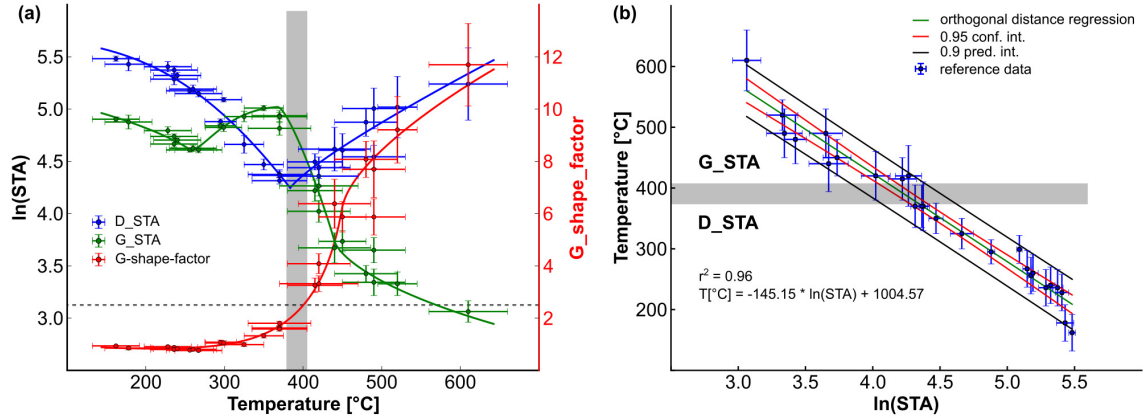 (a)
5.5
5.0
4.5
4.0
3.5
3.0
ln(STA)
D_STA
G_STA
G-shape-factor
12
10
8
6
4
2
G_shape_factor
200 300 400 500 600
Temperature [°C]
(b)
orthogonal distance regression
0.95 conf. int.
0.9 pred. int.
reference data
600
500
400
300
200
Temperature [°C]
G_STA
D_STA
r² = 0.96
T[°C] = -145.15 * ln(STA) + 1004.57
3.0 3.5 4.0 4.5 5.0 5.5
ln(STA)